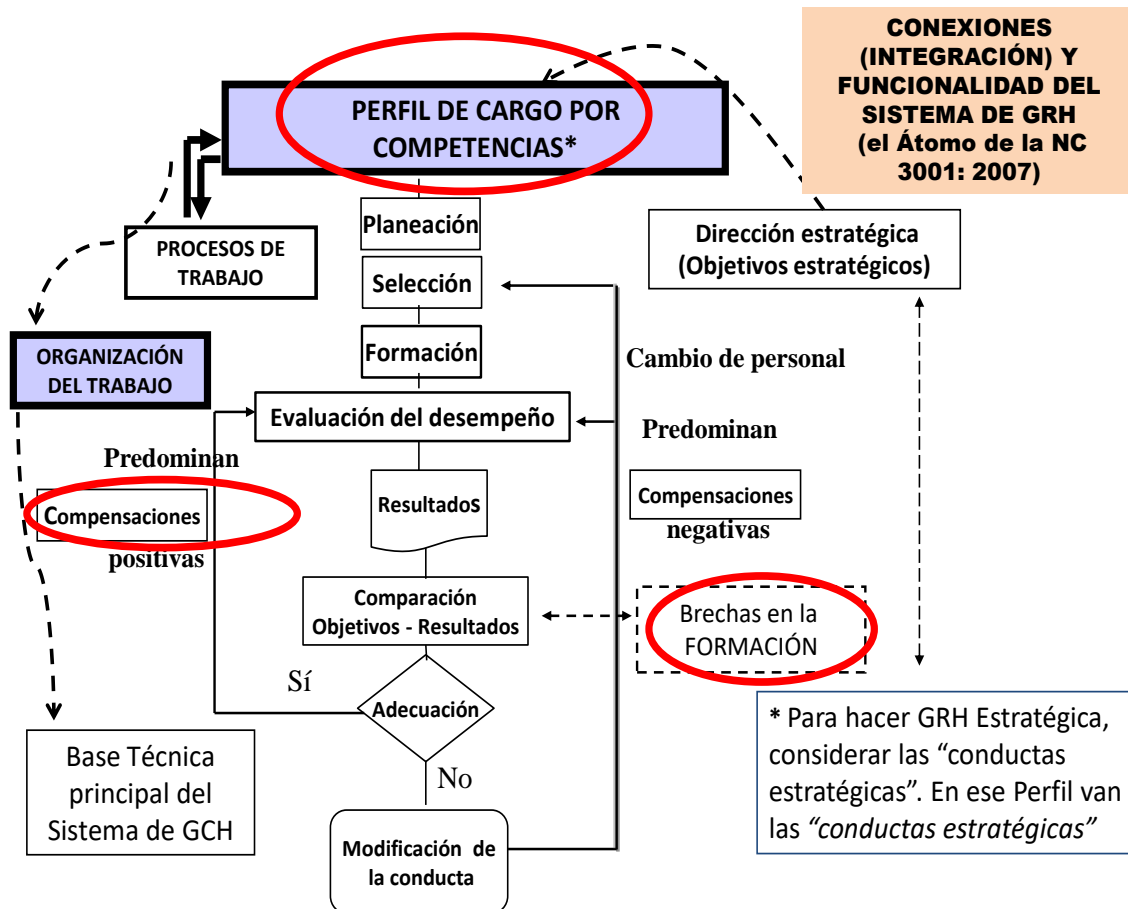 CONEXIONES
(INTEGRACIÓN) Y
FUNCIONALIDAD DEL
SISTEMA DE GRH
(el Átomo de la NC
3001: 2007)
PERFIL DE CARGO POR
COMPETENCIAS*
Planeación
PROCESOS DE
TRABAJO
Dirección estratégica
(Objetivos estratégicos)
Selección
ORGANIZACIÓN
DEL TRABAJO
Formación
Cambio de personal
Evaluación del desempeño
Predominan
Predominan
Compensaciones
positivas
Resultados
Compensaciones
negativas
Comparación
Objetivos - Resultados
Brechas en la
FORMACIÓN
Sí
Adecuación
No
Base Técnica
principal del
Sistema de GCH
* Para hacer GRH Estratégica,
considerar las “conductas
estratégicas”. En ese Perfil van
las “conductas estratégicas”
Modificación de
la conducta